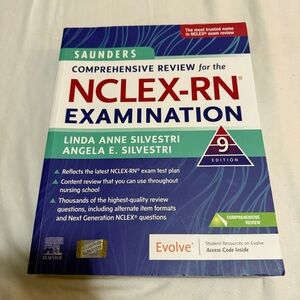 The most trusted name
in NCLEX® exam review
SAUNDERS
COMPREHENSIVE REVIEW for the
NCLEX-RN®
EXAMINATION
LINDA ANNE SILVESTRI
ANGELA E. SILVESTRI
9
EDITION
Reflects the latest NCLEX-RN® exam test plan
Content review that you can use throughout
nursing school
Thousands of the highest-quality review
questions, including alternate item formats and
Next Generation NCLEX® questions
COMPREHENSIVE
REVIEW
ELSEVIER
Evolve®
Student Resources on Evolve
Access Code Inside